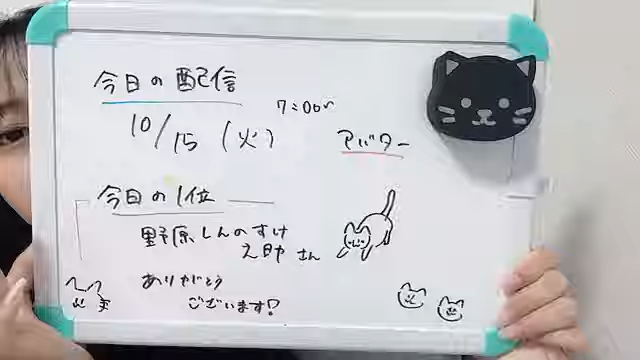 今日の配信
7:00~
10/15(火)
アバター
今日の1位
野原しんのすけ
之助 さん
ありがとう
ございます!